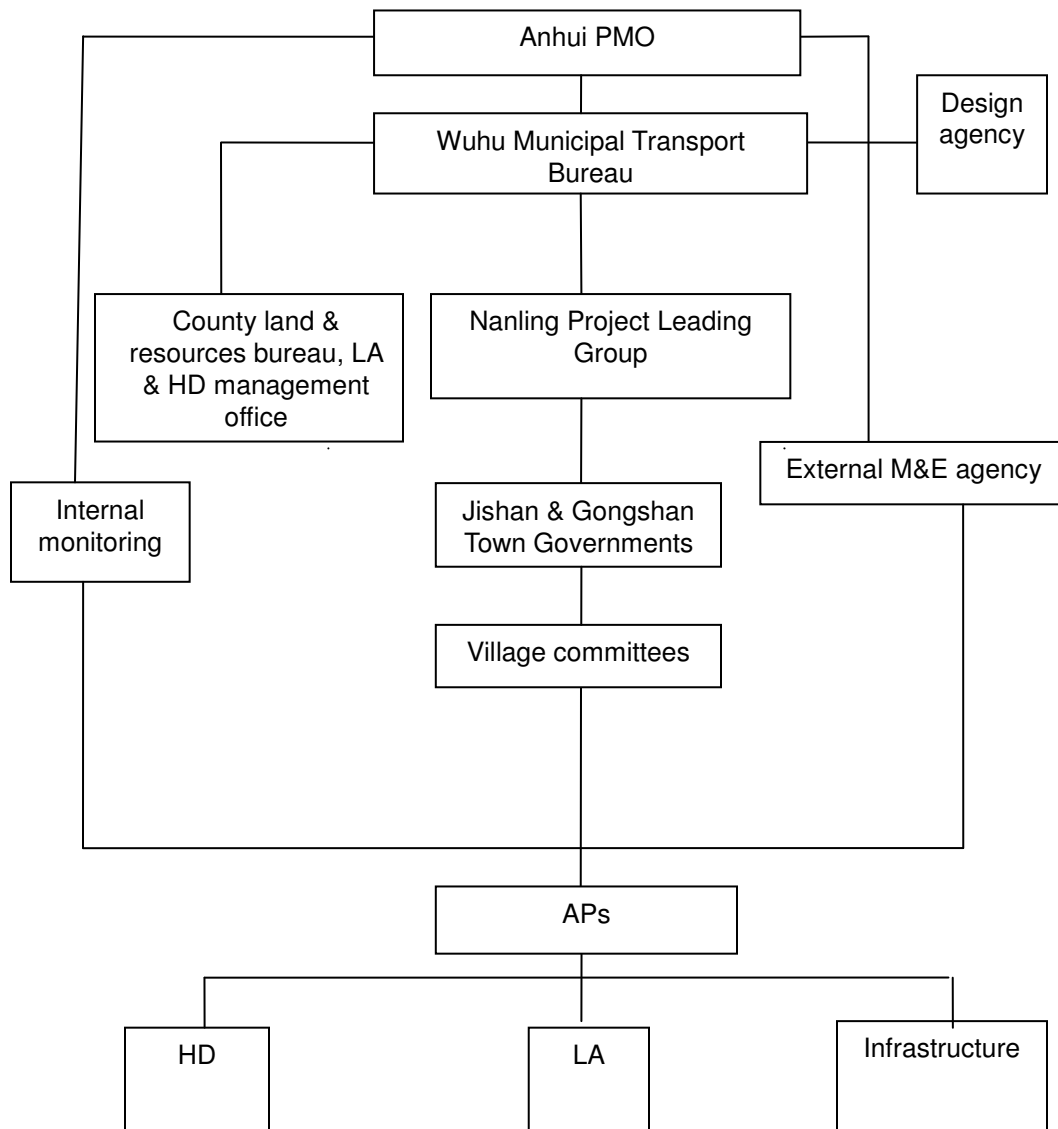 Anhui PMO
Design
agency
Wuhu Municipal Transport
Bureau
County land &
resources bureau, LA
& HD management
office
Nanling Project Leading
Group
External M&E agency
Internal
monitoring
Jishan & Gongshan
Town Governments
Village committees
APs
HD
LA
Infrastructure